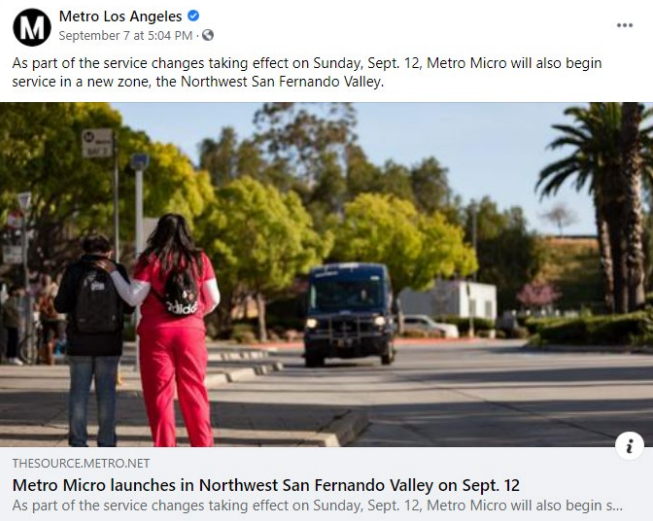 Metro Los Angeles
September 7 at 5:04 PM ·
As part of the service changes taking effect on Sunday, Sept. 12, Metro Micro will also begin
service in a new zone, the Northwest San Fernando Valley.
M
Metro
BAY 2
adidas
THESOURCE.METRO.NET
Metro Micro launches in Northwest San Fernando Valley on Sept. 12
As part of the service changes taking effect on Sunday, Sept. 12, Metro Micro will also begin s...